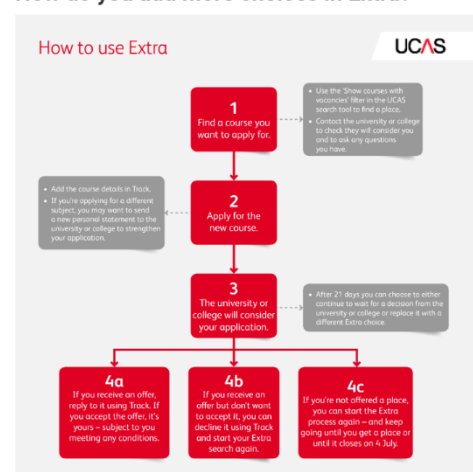 How to use Extra
UCAS
1
Find a course you
want to apply for.
• Use the 'Show courses with
vacancies' filter in the UCAS
search tool to find a place.
• Contact the university or college
to check they will consider you
and to ask any questions
you have.
• Add the course details in Track.
• If you're applying for a different
subject, you may want to send
a new personal statement to the
university or college to strengthen
your application.
2
Apply for the
new course.
3
The university or
college will consider
your application.
• After 21 days you can choose to either
continue to wait for a decision from the
university or college or replace it with a
different Extra choice.
4a
If you receive an offer,
reply to it using Track. If
you accept the offer, it's
yours – subject to you
meeting any conditions.
4b
If you receive an
offer but don't want
to accept it, you can
decline it using Track
and start your Extra
search again.
4c
If you're not offered a place,
you can start the Extra
process again – and keep
going until you get a place or
until it closes on 4 July.